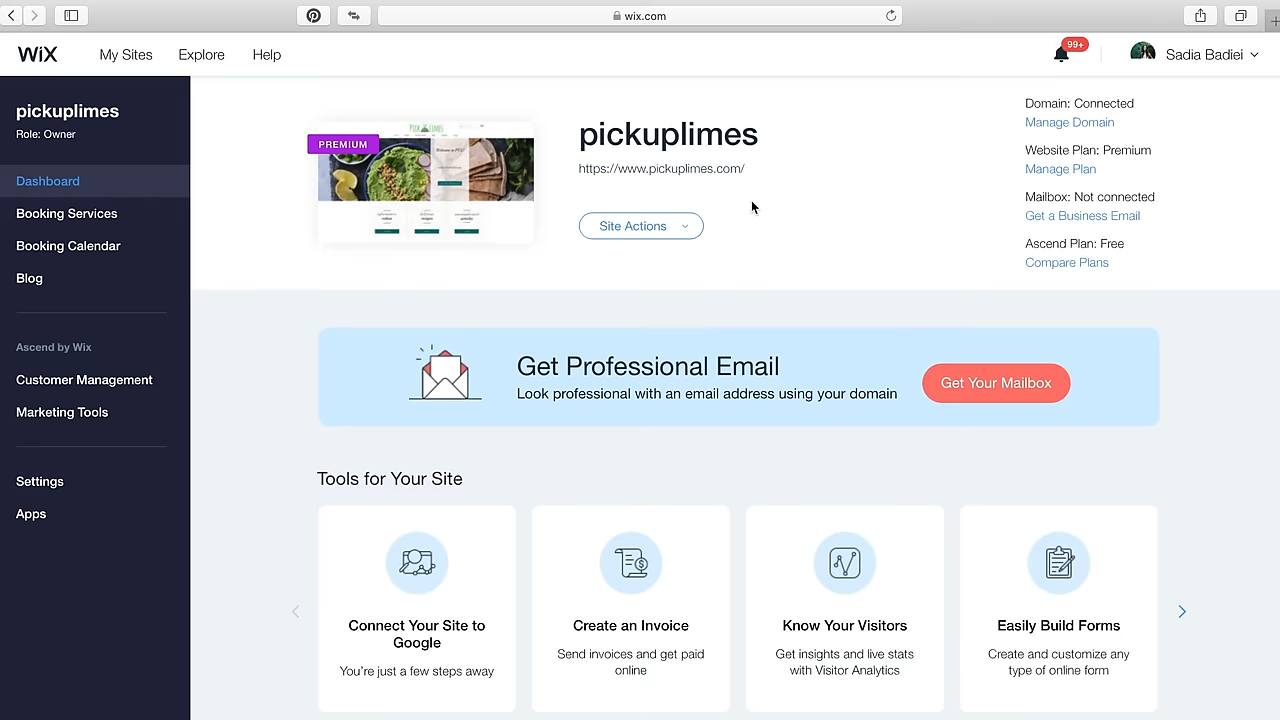 wix.com
WiX
My Sites
Explore
Help
99+
Sadia Badiei
pickuplimes
Role: Owner
Dashboard
Booking Services
Booking Calendar
Blog
Ascend by Wix
Customer Management
Marketing Tools
Settings
Apps
PREMIUM
PICK LIMES
pickuplimes
https://www.pickuplimes.com/
Site Actions
Domain: Connected
Manage Domain
Website Plan: Premium
Manage Plan
Mailbox: Not connected
Get a Business Email
Ascend Plan: Free
Compare Plans
Get Professional Email
Look professional with an email address using your domain
Get Your Mailbox
Tools for Your Site
Connect Your Site to
Google
You're just a few steps away
Create an Invoice
Send invoices and get paid
online
Know Your Visitors
Get insights and live stats
with Visitor Analytics
Easily Build Forms
Create and customize any
type of online form